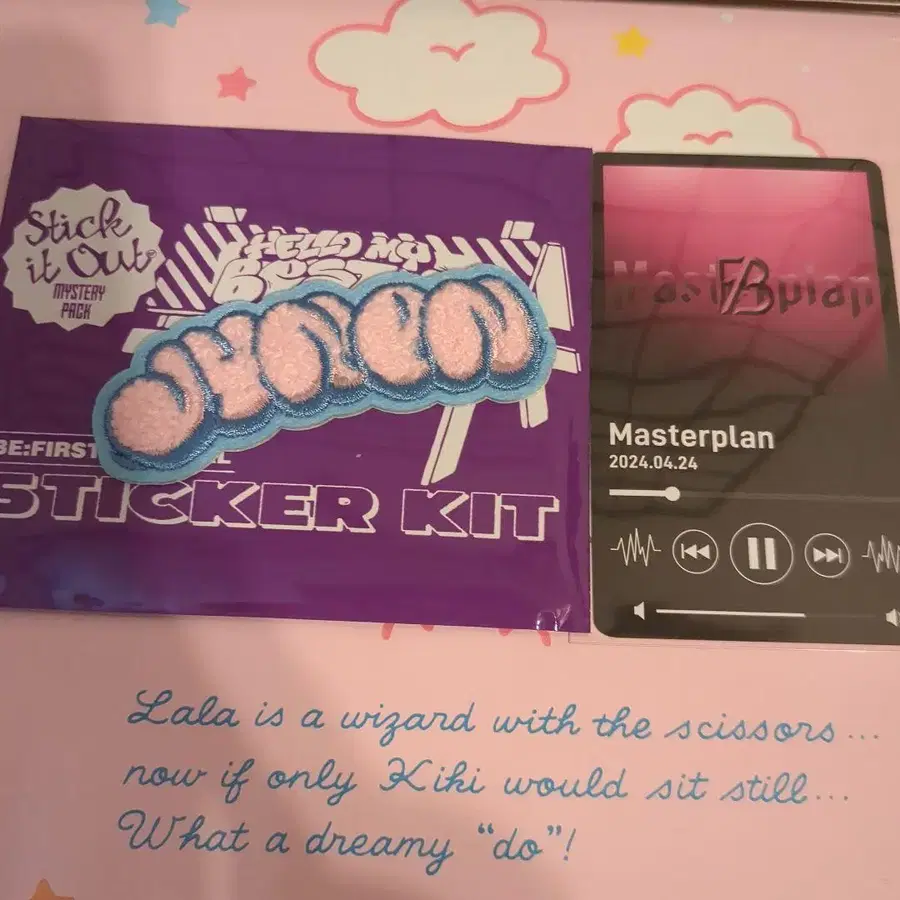 Stick
it Out
MYSTERY
PACK
HELLO MY
BE:FIRST
STICKER KIT
JUNON
Masterplan
Masterplan
2024.04.24
Lala is a wizard with the scissors...
now if only Kiki would sit still...
What a dreamy “do”!